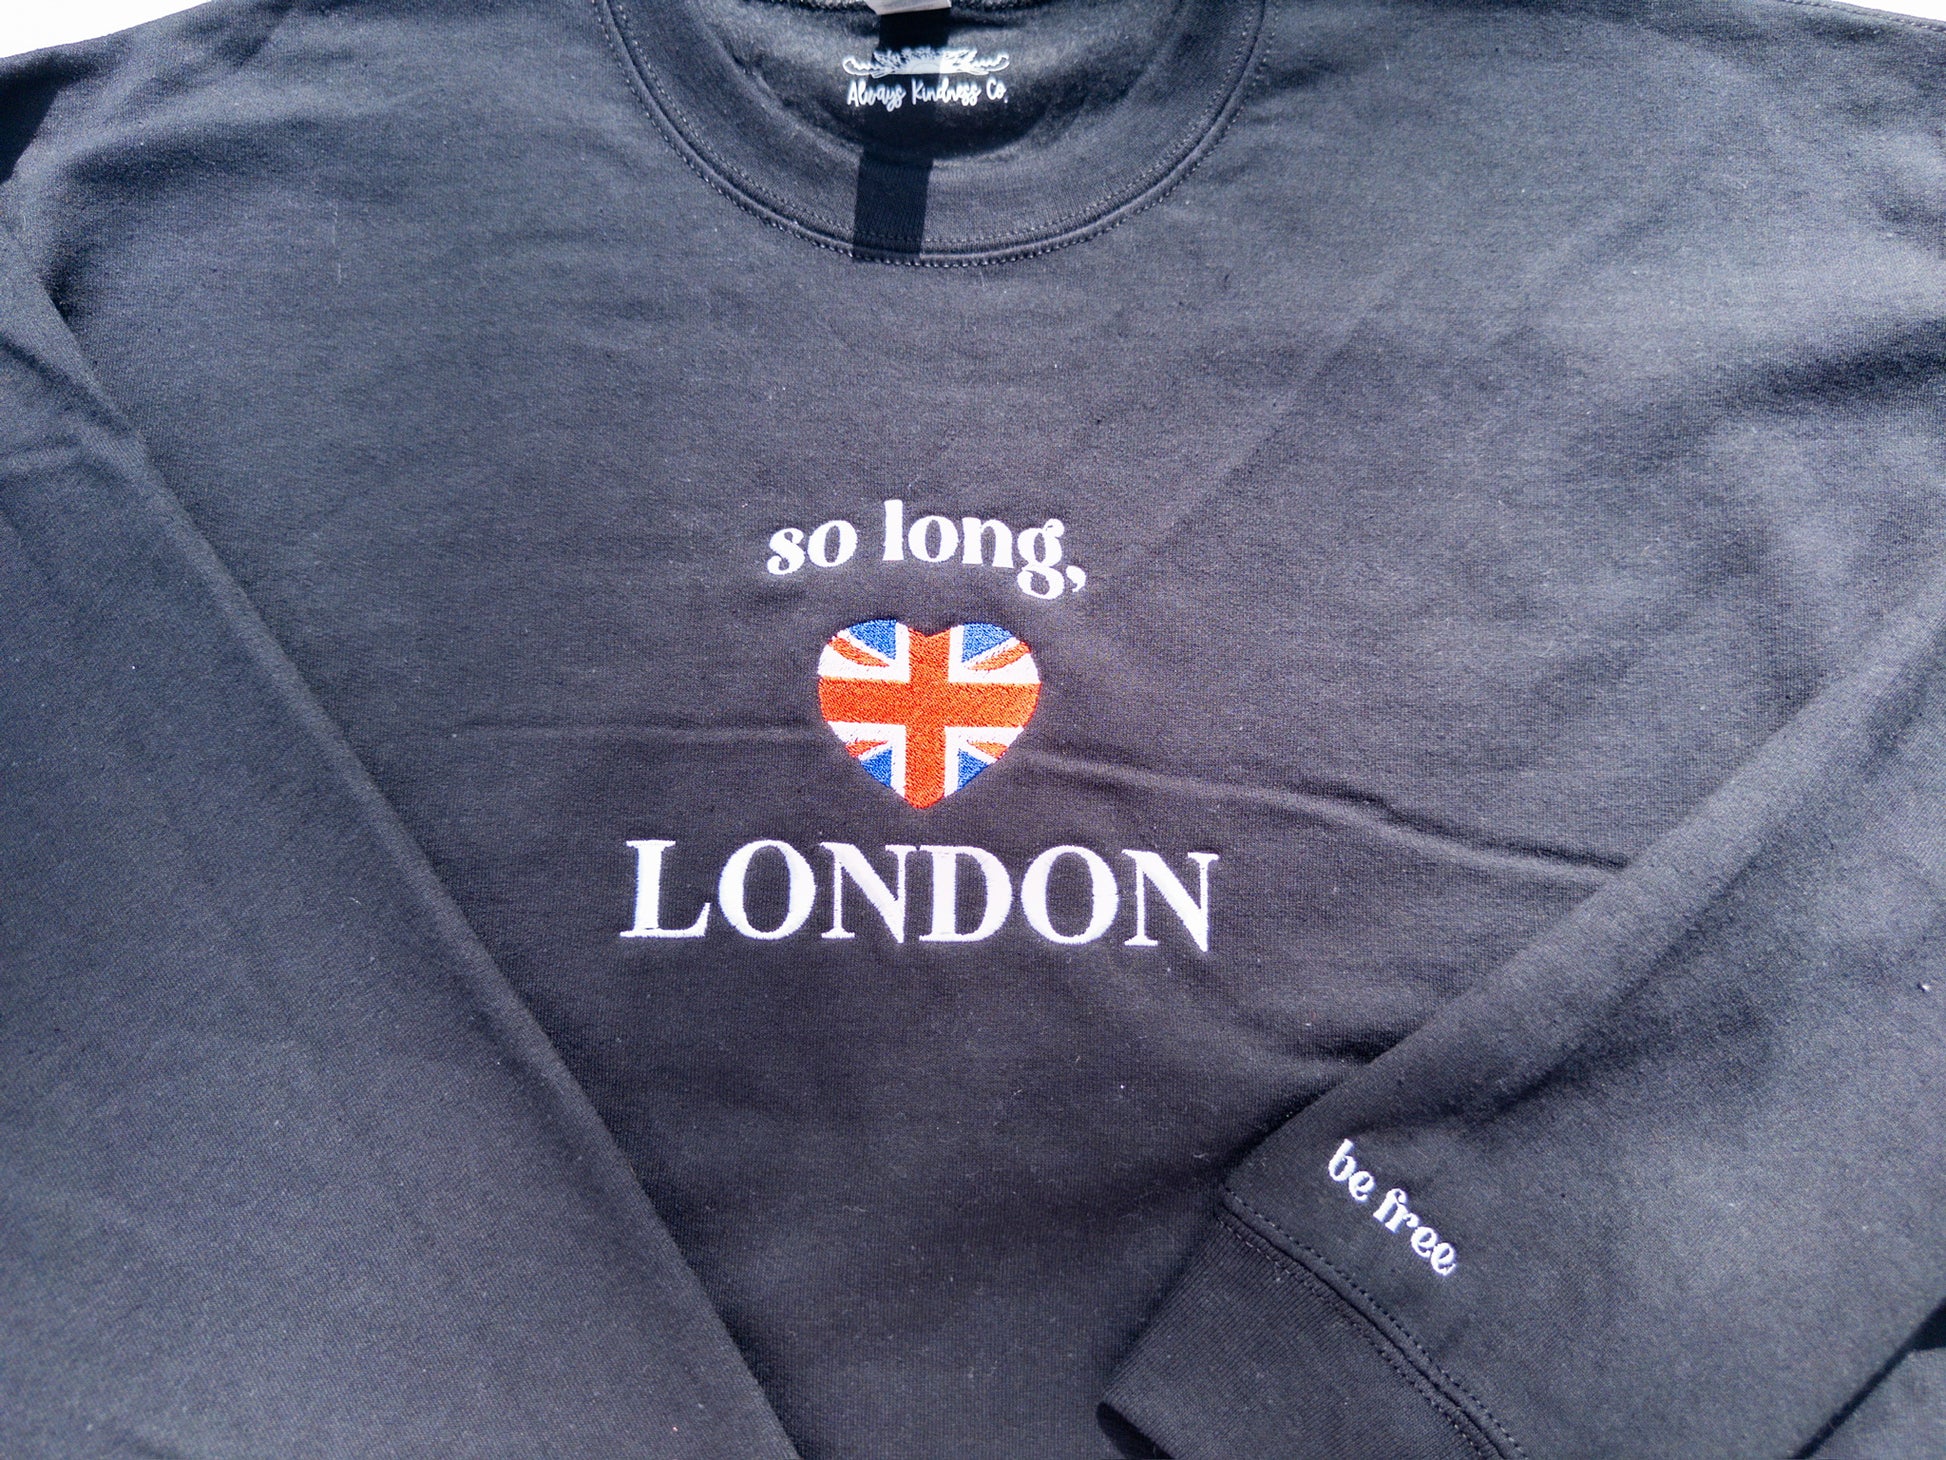 Always Kindness Co.
so long,
LONDON
be free